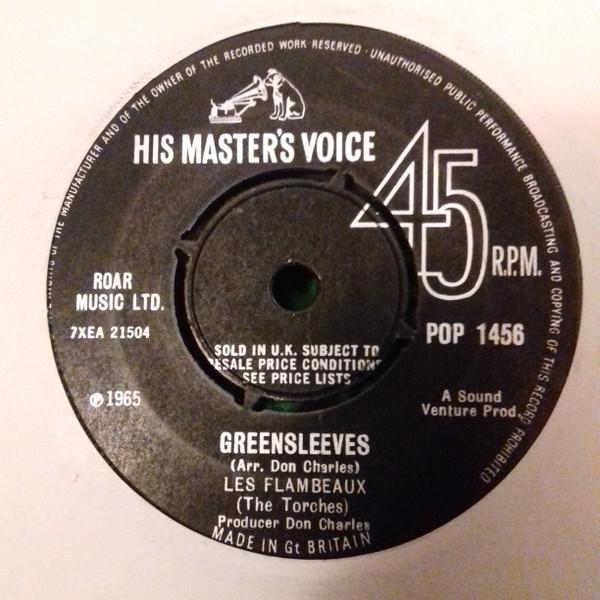 THE MANUFACTURER AND OF THE OWNER OF THE RECORDED WORK RESERVED · UNAUTHORISED PUBLIC PERFORMANCE BROADCASTING AND COPYING OF THIS RECORD PROHIBITED
HIS MASTER'S VOICE
45
R.P.M.
ROAR
MUSIC LTD.
7XEA 21504
POP 1456
SOLD IN U.K. SUBJECT TO
RESALE PRICE CONDITIONS
SEE PRICE LISTS
℗ 1965
A Sound
Venture Prod.
GREENSLEEVES
(Arr. Don Charles)
LES FLAMBEAUX
(The Torches)
Producer Don Charles
MADE IN Gt BRITAIN